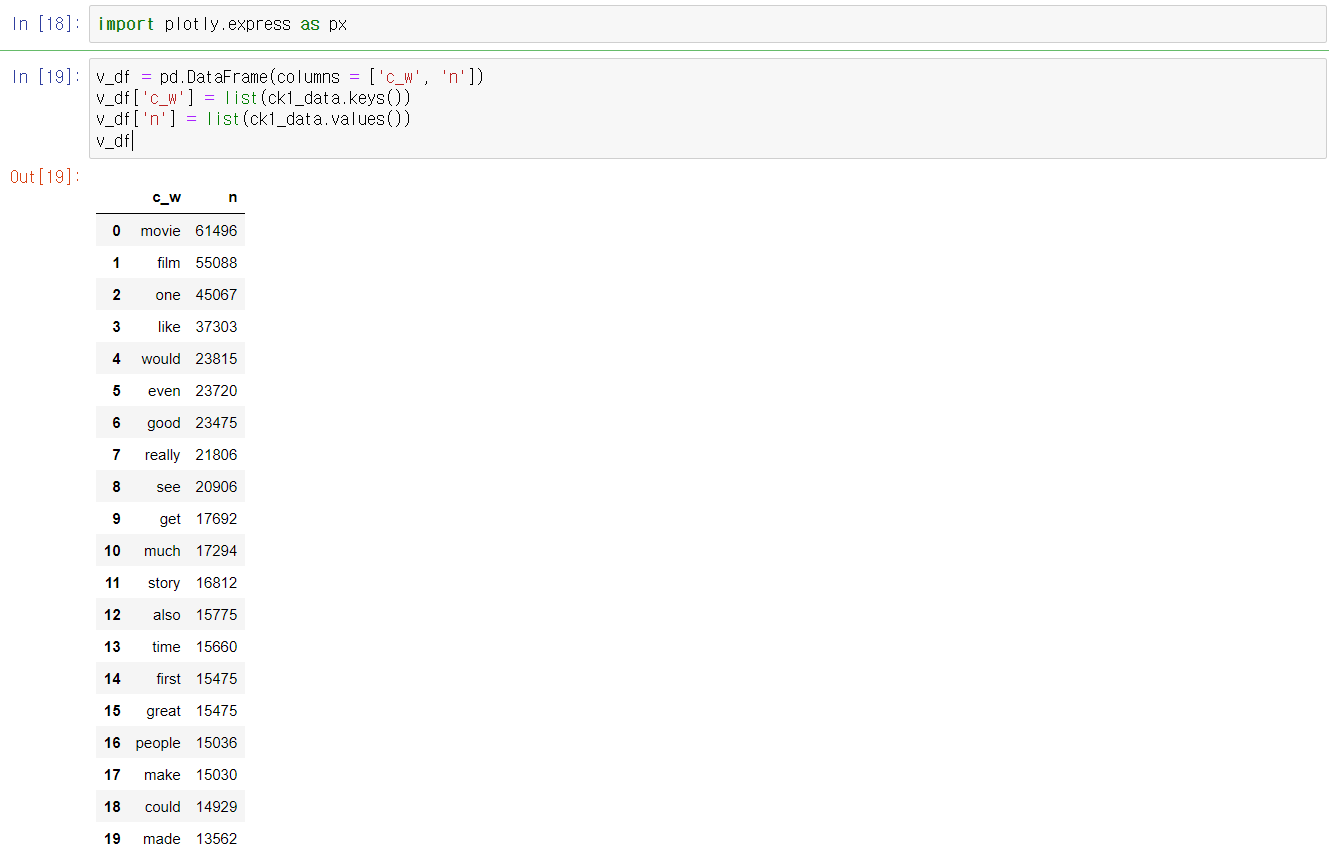 In [18]: import plotly.express as px
In [19]: v_df = pd.DataFrame(columns = ['c_w', 'n'])
v_df['c_w'] = list(ck1_data.keys())
v_df['n'] = list(ck1_data.values())
v_df
Out[19]:
c_w n
0 movie 61496
1 film 55088
2 one 45067
3 like 37303
4 would 23815
5 even 23720
6 good 23475
7 really 21806
8 see 20906
9 get 17692
10 much 17294
11 story 16812
12 also 15775
13 time 15660
14 first 15475
15 great 15475
16 people 15036
17 make 15030
18 could 14929
19 made 13562